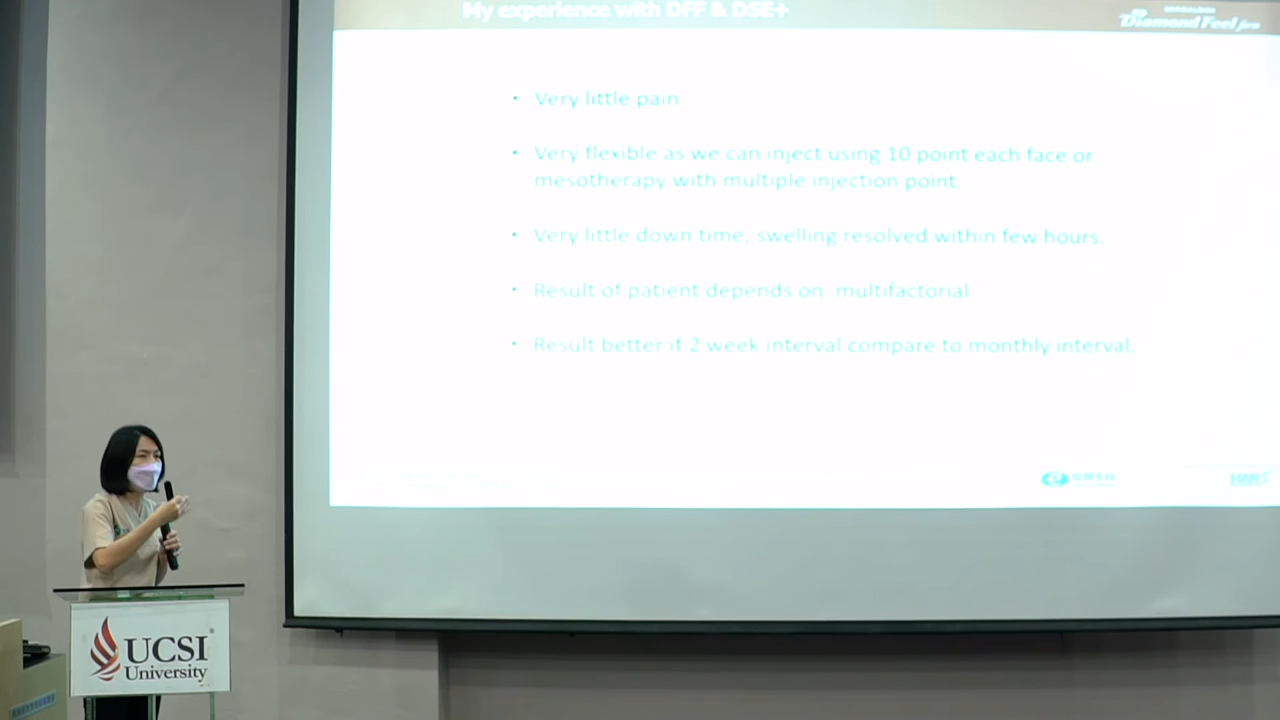 My experience with DFF & DSE+
Diamond Feel
• Very little pain
• Very flexible as we can inject using 10 point each face or
mesotherapy with multiple injection point
• Very little down time, swelling resolved within few hours.
• Result of patient depends on multifactorial
• Result better if 2 week interval compare to monthly interval.
UCSI
University